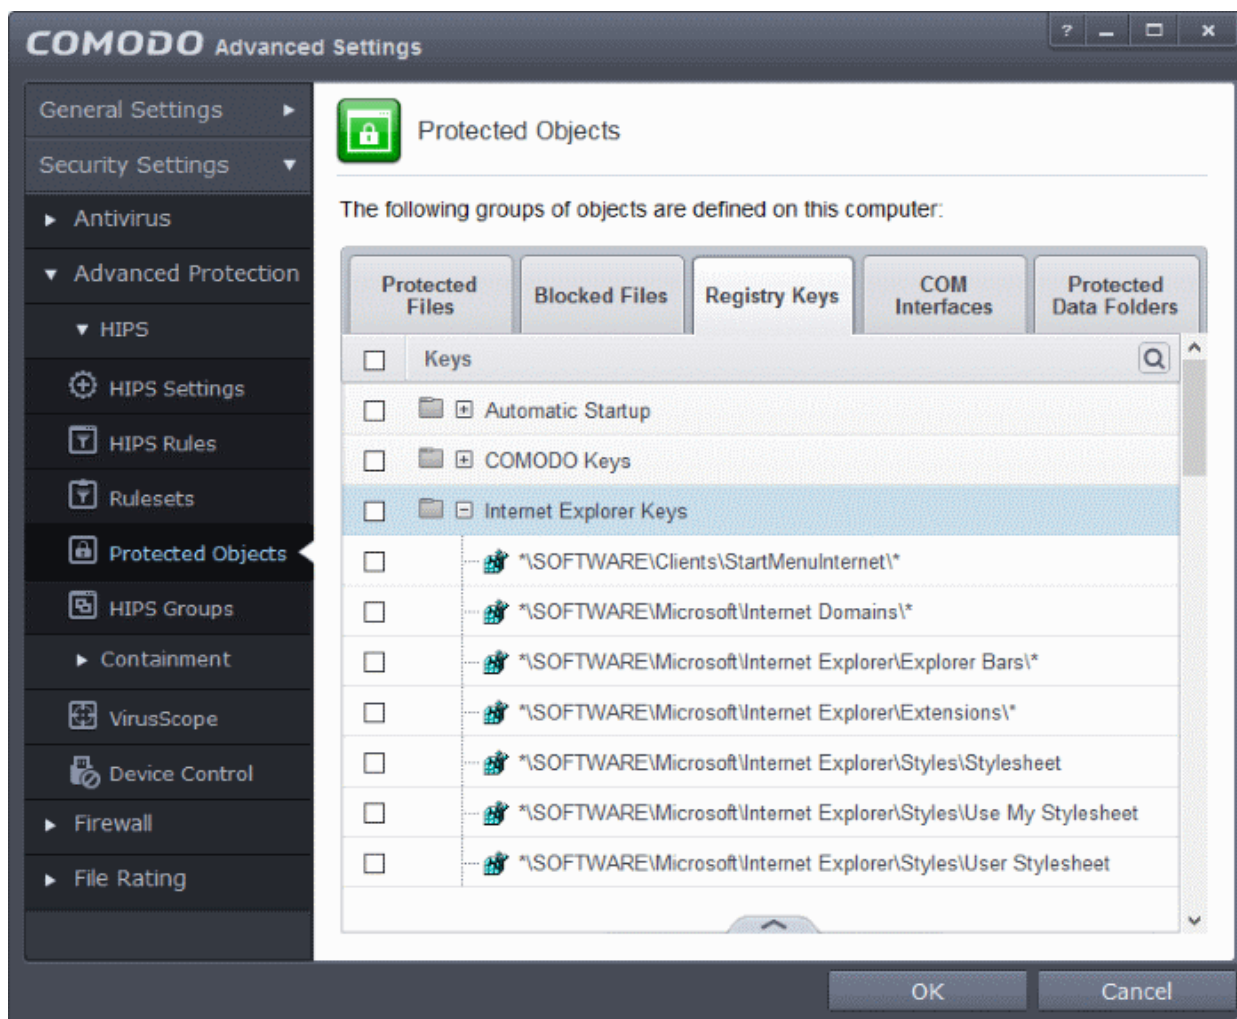 COMODO Advanced Settings
?
General Settings
Security Settings
Antivirus
Advanced Protection
HIPS
HIPS Settings
HIPS Rules
Rulesets
Protected Objects
HIPS Groups
Containment
VirusScope
Device Control
Firewall
File Rating
Protected Objects
The following groups of objects are defined on this computer:
Protected
Files
Blocked Files
Registry Keys
COM
Interfaces
Protected
Data Folders
Keys
Automatic Startup
COMODO Keys
Internet Explorer Keys
*\SOFTWARE\Clients\StartMenuInternet\*
*\SOFTWARE\Microsoft\Internet Domains\*
*\SOFTWARE\Microsoft\Internet Explorer\Explorer Bars\*
*\SOFTWARE\Microsoft\Internet Explorer\Extensions\*
*\SOFTWARE\Microsoft\Internet Explorer\Styles\Stylesheet
*\SOFTWARE\Microsoft\Internet Explorer\Styles\Use My Stylesheet
*\SOFTWARE\Microsoft\Internet Explorer\Styles\User Stylesheet
OK
Cancel